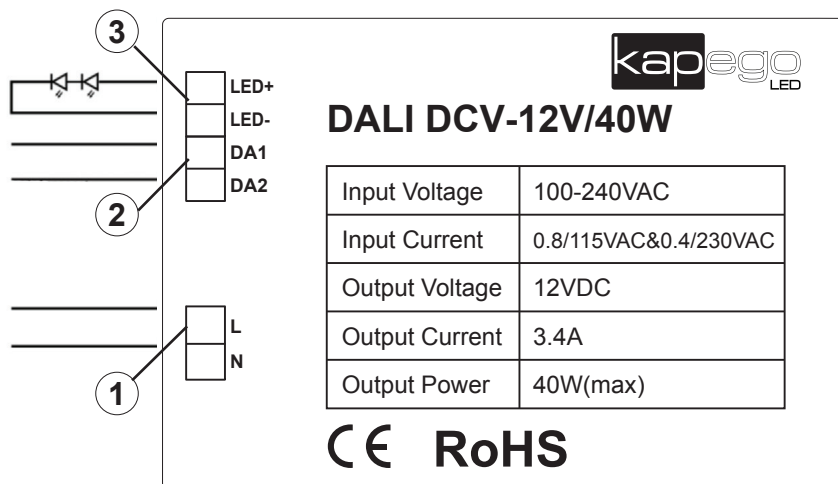 3
LED+
LED-
DA1
DA2
2
L
N
1
kapego
LED
DALI DCV-12V/40W
Input Voltage 100-240VAC
Input Current 0.8/115VAC&0.4/230VAC
Output Voltage 12VDC
Output Current 3.4A
Output Power 40W(max)
CE RoHS